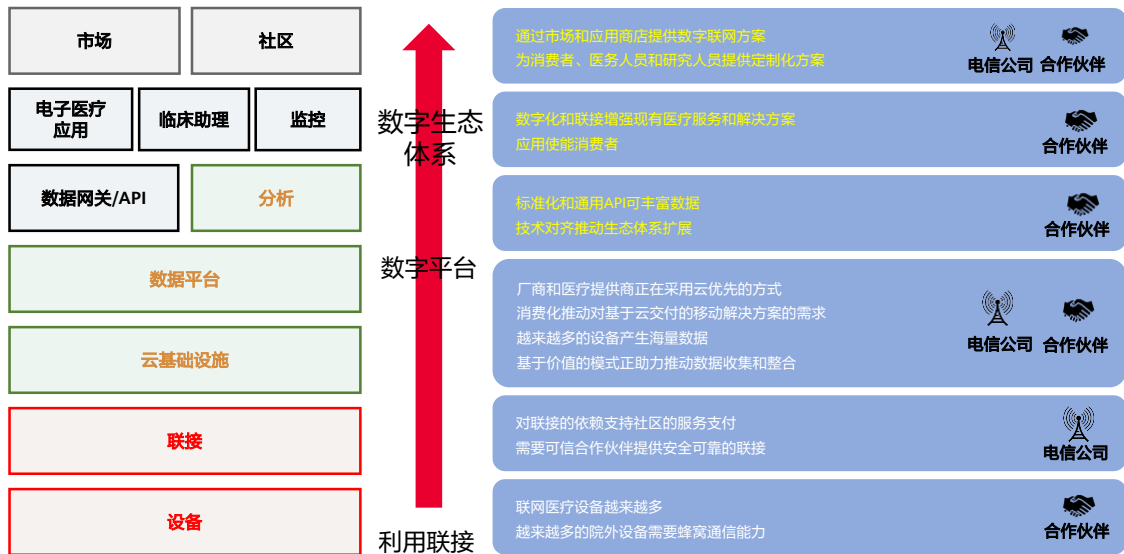 市场
社区
电子医疗
应用
临床助理
监控
数据网关/API
分析
数据平台
云基础设施
联接
设备
数字生态
体系
数字平台
利用联接
通过市场和应用商店提供数字联网方案
为消费者、医务人员和研究人员提供定制化方案
电信公司
合作伙伴
数字化和联接增强现有医疗服务和解决方案
应用使能消费者
合作伙伴
标准化和通用API可丰富数据
技术对齐推动生态体系扩展
合作伙伴
厂商和医疗提供商正在采用云优先的方式
消费化推动对基于云交付的移动解决方案的需求
越来越多的设备产生海量数据
基于价值的模式正助力推动数据收集和整合
电信公司
合作伙伴
对联接的依赖支持社区的服务支付
需要可信合作伙伴提供安全可靠的联接
电信公司
联网医疗设备越来越多
越来越多的院外设备需要蜂窝通信能力
合作伙伴